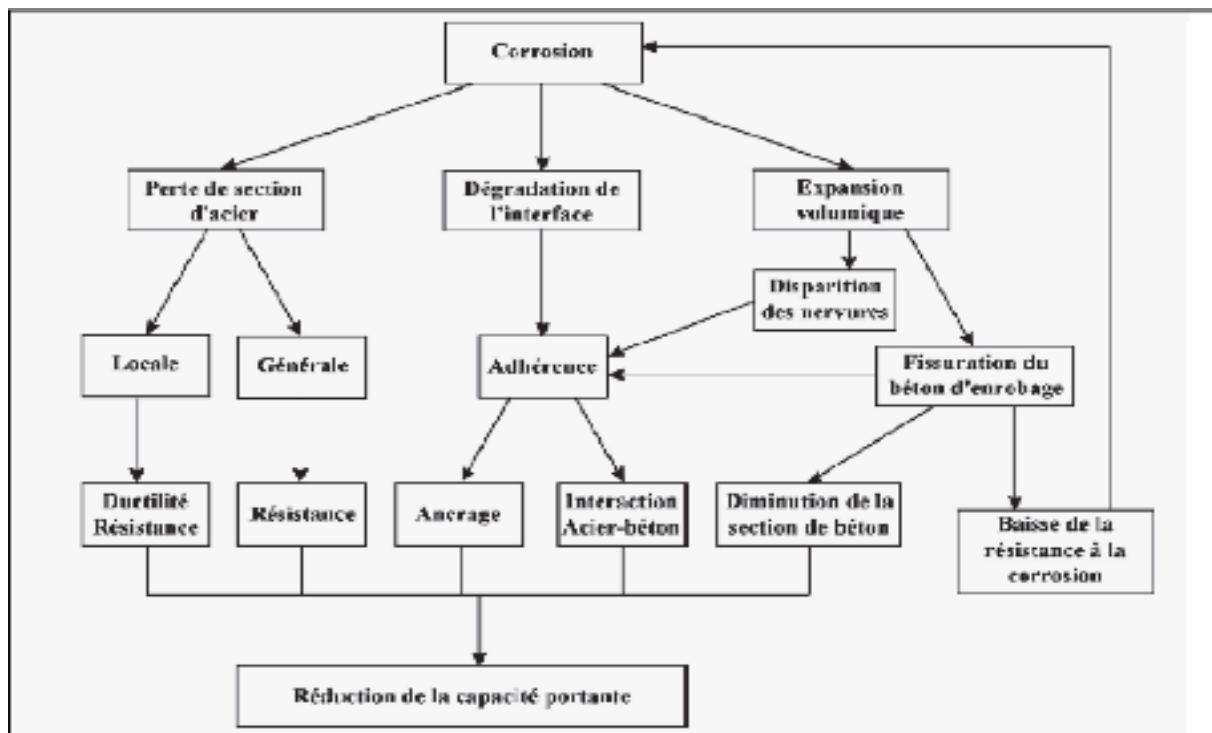 Corrosion
Perte de section
d'acier
Dégradation de
l'interface
Expansion
volumique
Disparition
des nervures
Locale
Générale
Adhérence
Fissuration du
béton d'enrobage
Ductilité
Résistance
Résistance
Ancrage
Interaction
Acier-béton
Diminution de la
section de béton
Baisse de la
résistance à la
corrosion
Réduction de la capacité portante